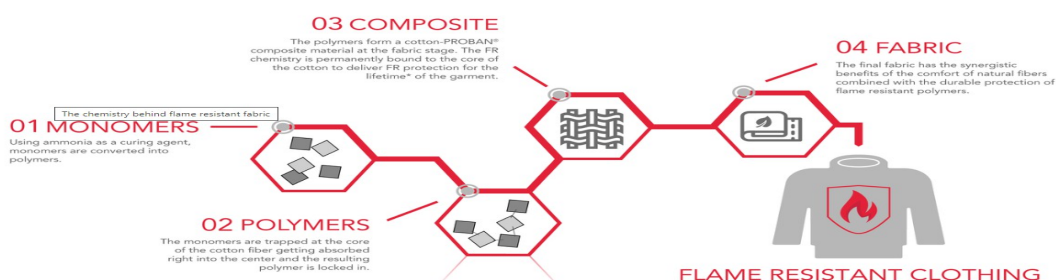 03 COMPOSITE
The polymers form a cotton-PROBAN®
composite material at the fabric stage. The FR
chemistry is permanently bound to the core of
the cotton to deliver FR protection for the
lifetime* of the garment.
04 FABRIC
The final fabric has the synergistic
benefits of the comfort of natural fibers
combined with the durable protection of
flame resistant polymers.
The chemistry behind flame resistant fabric
01 MONOMERS
Using ammonia as a curing agent,
monomers are converted into
polymers.
02 POLYMERS
The monomers are trapped at the core
of the cotton fiber getting absorbed
right into the center and the resulting
polymer is locked in.
FLAME RESISTANT CLOTHING